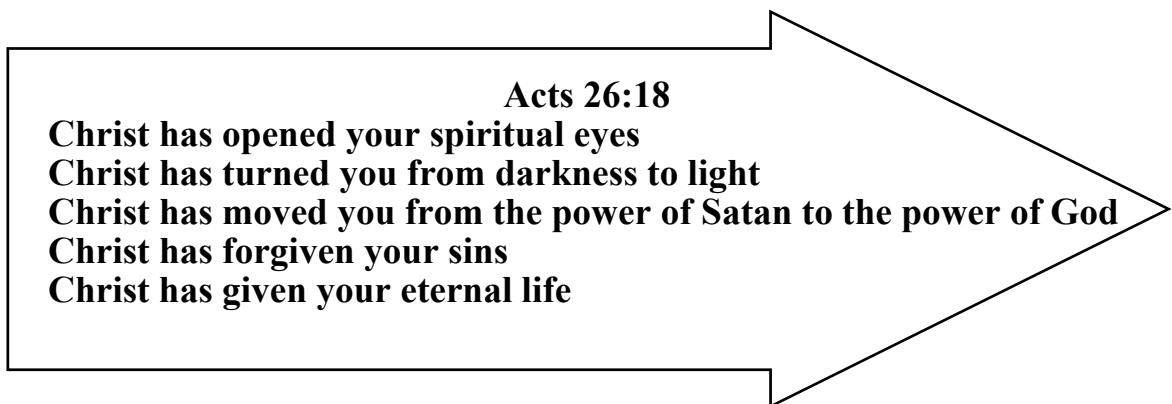 Acts 26:18
Christ has opened your spiritual eyes
Christ has turned you from darkness to light
Christ has moved you from the power of Satan to the power of God
Christ has forgiven your sins
Christ has given your eternal life